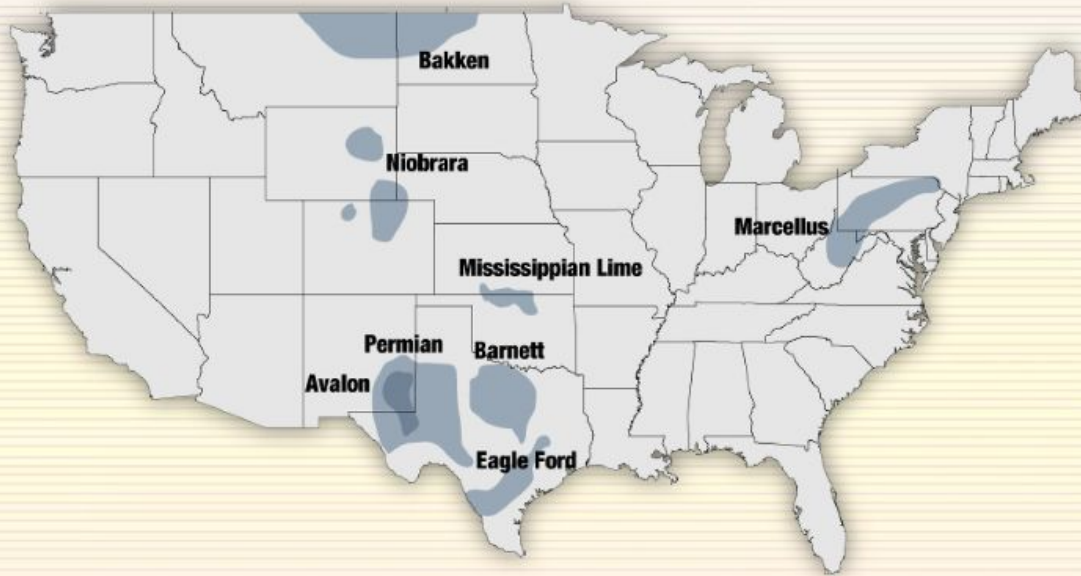 Bakken
Niobrara
Marcellus
Mississippian Lime
Permian
Barnett
Avalon
Eagle Ford